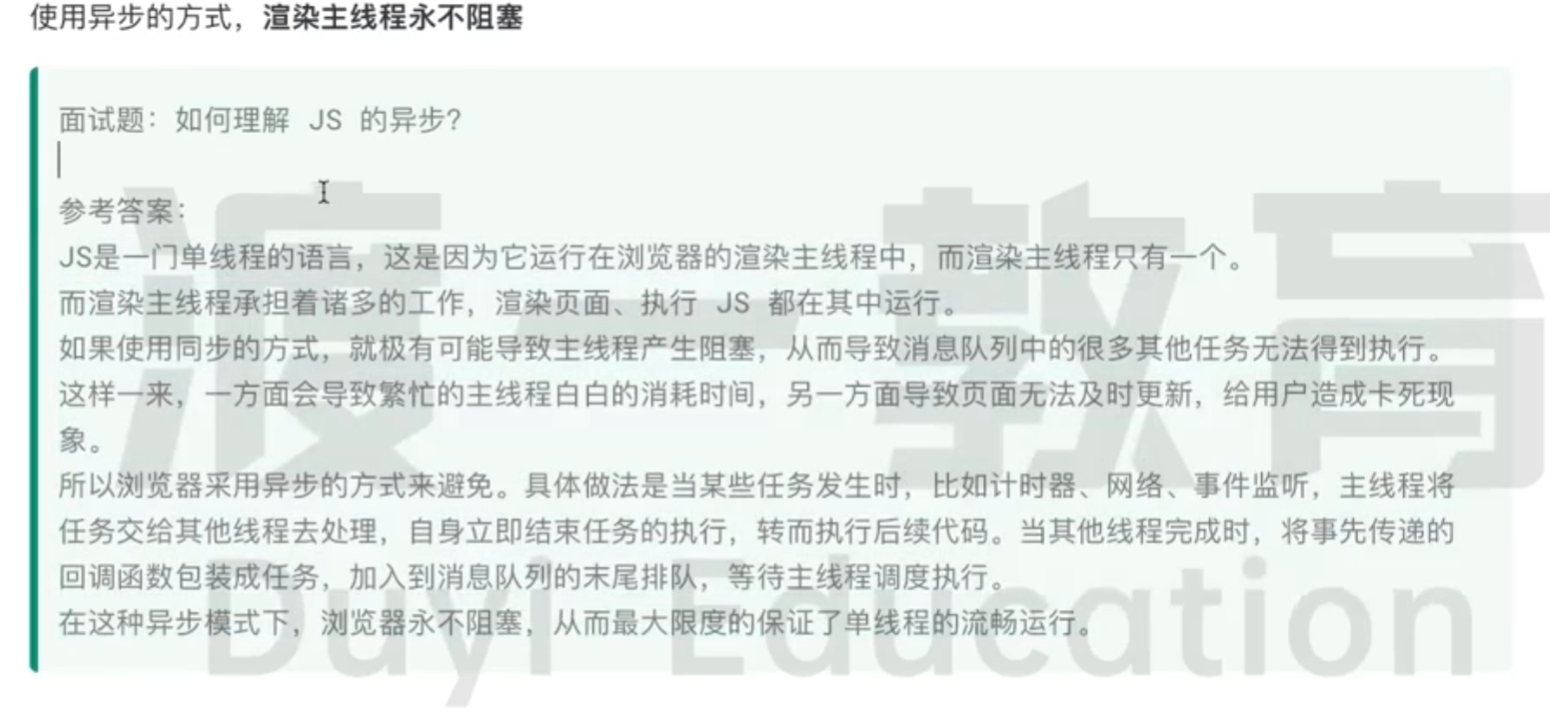 使用异步的方式，渲染主线程永不阻塞
面试题：如何理解 JS 的异步？
参考答案：
JS是一门单线程的语言，这是因为它运行在浏览器的渲染主线程中，而渲染主线程只有一个。
而渲染主线程承担着诸多的工作，渲染页面、执行 JS 都在其中运行。
如果使用同步的方式，就极有可能导致主线程产生阻塞，从而导致消息队列中的很多其他任务无法得到执行。
这样一来，一方面会导致繁忙的主线程白白的消耗时间，另一方面导致页面无法及时更新，给用户造成卡死现
象。
所以浏览器采用异步的方式来避免。具体做法是当某些任务发生时，比如计时器、网络、事件监听，主线程将
任务交给其他线程去处理，自身立即结束任务的执行，转而执行后续代码。当其他线程完成时，将事先传递的
回调函数包装成任务，加入到消息队列的末尾排队，等待主线程调度执行。
在这种异步模式下，浏览器永不阻塞，从而最大限度的保证了单线程的流畅运行。
渡一教育
Duyi Education